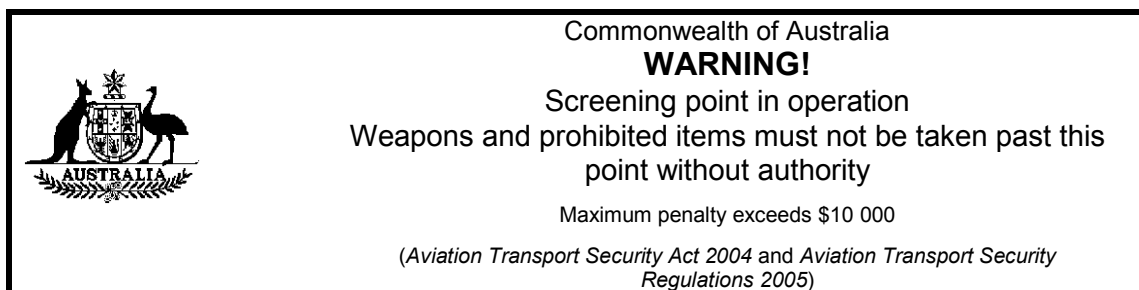 Commonwealth of Australia
WARNING!
Screening point in operation
Weapons and prohibited items must not be taken past this
point without authority
AUSTRALIA
Maximum penalty exceeds $10 000
(Aviation Transport Security Act 2004 and Aviation Transport Security
Regulations 2005)